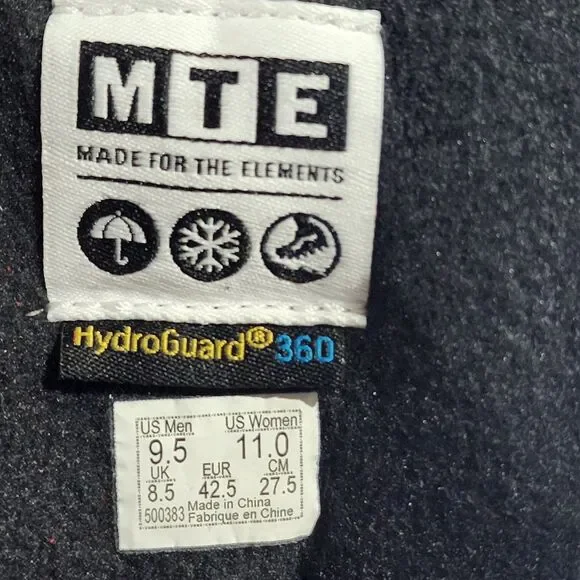 MTE
MADE FOR THE ELEMENTS
HydroGuard® 360
US Men US Women
9.5 11.0
UK EUR CM
8.5 42.5 27.5
500383 Made in China
Fabrique en Chine